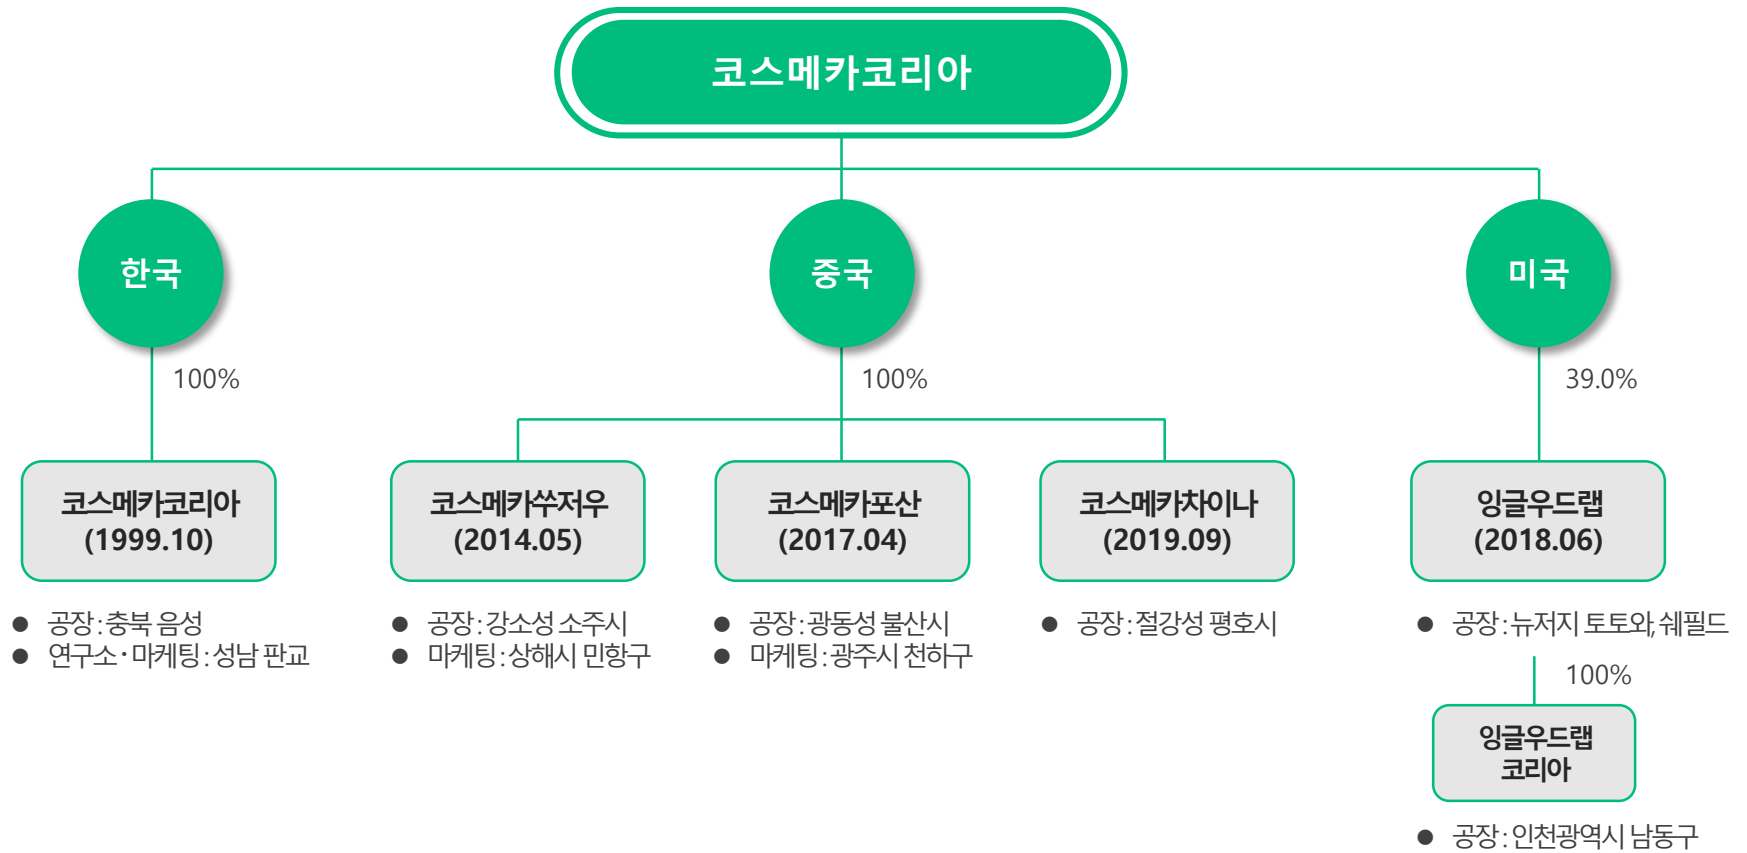 코스메카코리아
한국
중국
미국
100%
100%
39.0%
코스메카코리아
(1999.10)
코스메카쑤저우
(2014.05)
코스메카포산
(2017.04)
코스메카차이나
(2019.09)
잉글우드랩
(2018.06)
● 공장 : 충북 음성
● 연구소·마케팅 : 성남 판교
● 공장 : 강소성 소주시
● 마케팅 : 상해시 민항구
● 공장 : 광동성 불산시
● 마케팅 : 광주시 천하구
● 공장 : 절강성 평호시
● 공장 : 뉴저지 토토와, 쉐필드
100%
잉글우드랩
코리아
● 공장 : 인천광역시 남동구